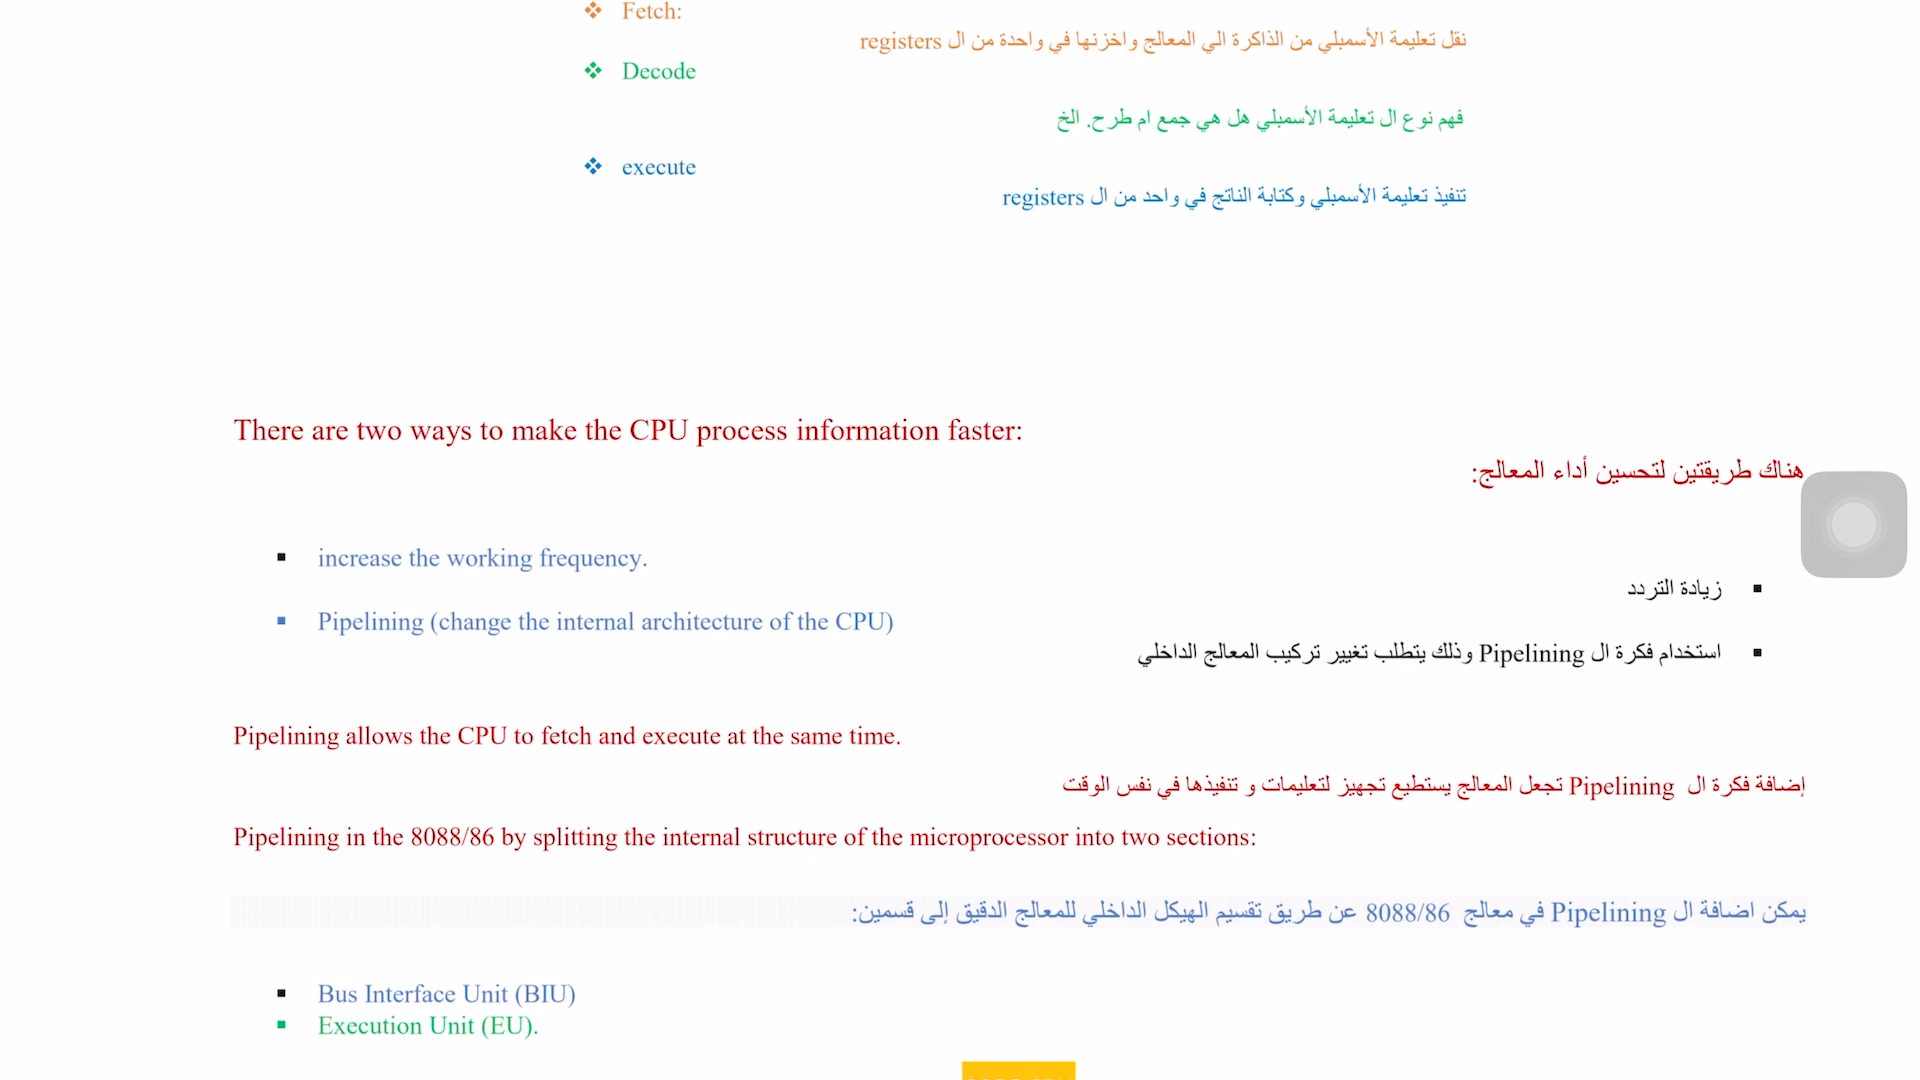 Fetch:
نقل تعليمة الأسمبلي من الذاكرة الي المعالج واخزنها في واحدة من ال registers
Decode
فهم نوع ال تعليمة الأسمبلي هل هي جمع ام طرح. الخ
execute
تنفيذ تعليمة الأسمبلي وكتابة الناتج في واحد من ال registers
There are two ways to make the CPU process information faster:
هناك طريقتين لتحسين أداء المعالج:
increase the working frequency.
زيادة التردد
Pipelining (change the internal architecture of the CPU)
استخدام فكرة ال Pipelining وذلك يتطلب تغيير تركيب المعالج الداخلي
Pipelining allows the CPU to fetch and execute at the same time.
إضافة فكرة ال Pipelining تجعل المعالج يستطيع تجهيز لتعليمات و تنفيذها في نفس الوقت
Pipelining in the 8088/86 by splitting the internal structure of the microprocessor into two sections:
يمكن اضافة ال Pipelining في معالج 8088/86 عن طريق تقسيم الهيكل الداخلي للمعالج الدقيق إلى قسمين:
Bus Interface Unit (BIU)
Execution Unit (EU).